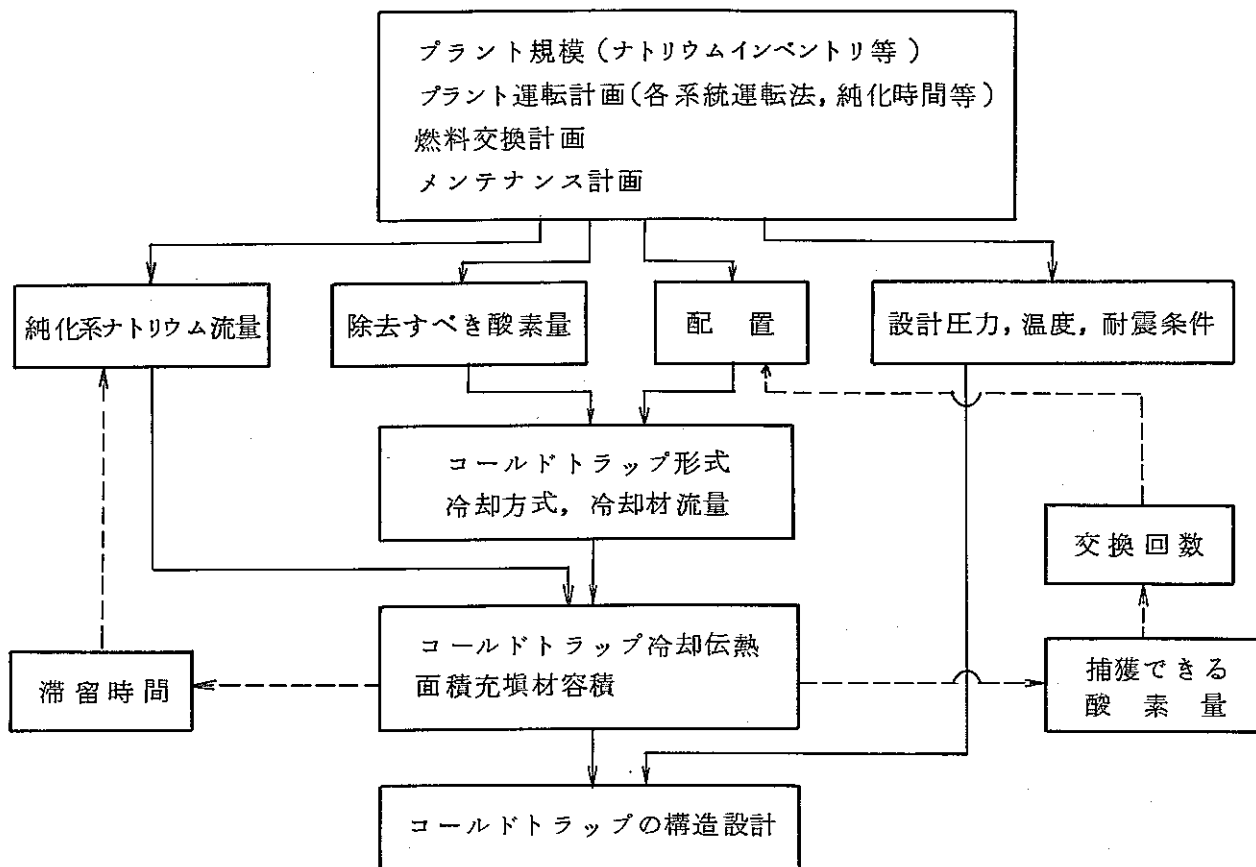 プラント規模(ナトリウムインベントリ等)
プラント運転計画(各系統運転法,純化時間等)
燃料交換計画
メンテナンス計画
純化系ナトリウム流量
除去すべき酸素量
配置
設計圧力,温度,耐震条件
コールドトラップ形式
冷却方式,冷却材流量
交換回数
コールドトラップ冷却伝熱
面積充塡材容積
滞留時間
捕獲できる
酸素量
コールドトラップの構造設計